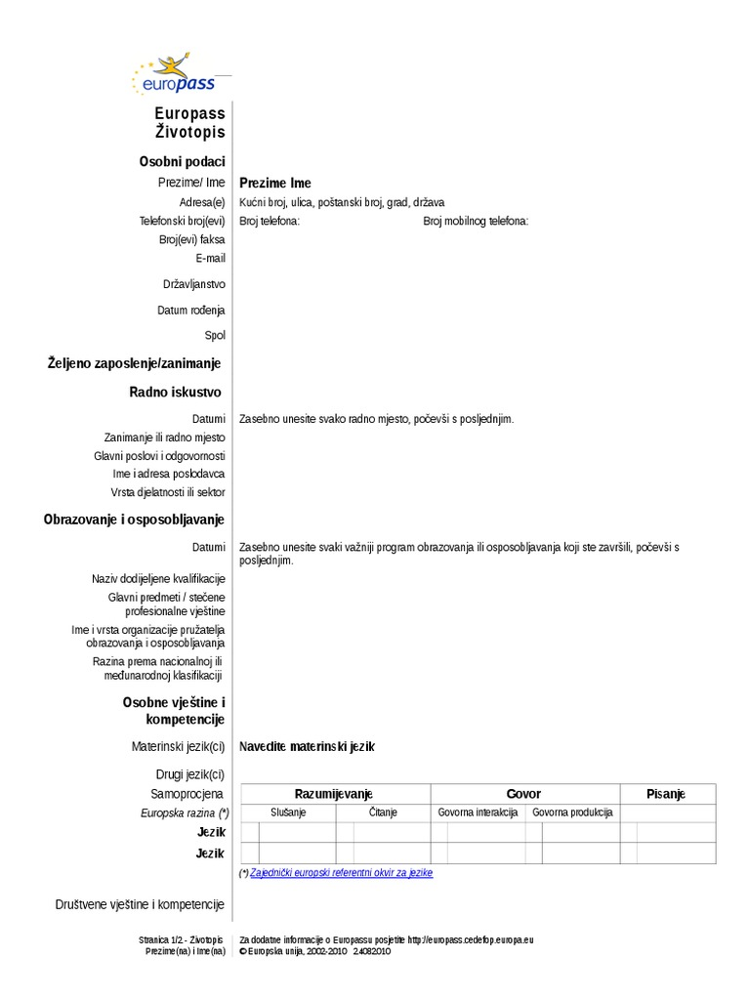 europass
Europass
Životopis
Osobni podaci
Prezime/ Ime Prezime Ime
Adresa(e) Kućni broj, ulica, poštanski broj, grad, država
Telefonski broj(evi) Broj telefona: Broj mobilnog telefona:
Broj(evi) faksa
E-mail
Državljanstvo
Datum rođenja
Spol
Željeno zaposlenje/zanimanje
Radno iskustvo
Datumi Zasebno unesite svako radno mjesto, počevši s posljednjim.
Zanimanje ili radno mjesto
Glavni poslovi i odgovornosti
Ime i adresa poslodavca
Vrsta djelatnosti ili sektor
Obrazovanje i osposobljavanje
Datumi Zasebno unesite svaki važniji program obrazovanja ili osposobljavanja koji ste završili, počevši s
posljednjim.
Naziv dodijeljene kvalifikacije
Glavni predmeti / stečene
profesionalne vještine
Ime i vrsta organizacije pružatelja
obrazovanja i osposobljavanja
Razina prema nacionalnoj ili
međunarodnoj klasifikaciji
Osobne vještine i
kompetencije
Materinski jezik(ci) Navedite materinski jezik
Drugi jezik(ci)
Samoprocjena Razumijevanje Govor Pisanje
Europska razina (*) Slušanje Čitanje Govorna interakcija Govorna produkcija
Jezik
Jezik
(*) Zajednički europski referentni okvir za jezike
Društvene vještine i kompetencije
Stranica 1/2 - Životopis Za dodatne informacije o Europassu posjetite http://europass.cedefop.europa.eu
Prezime(na) i Ime(na) © Europska unija, 2002-2010 24082010